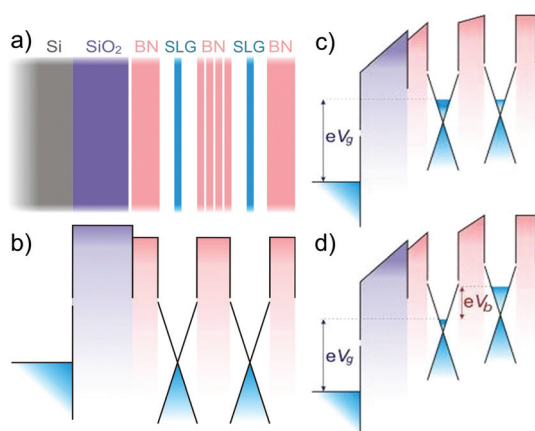 a)
Si SiO₂ BN SLG BN SLG BN
b)
c)
eVg
d)
eVb
eVg